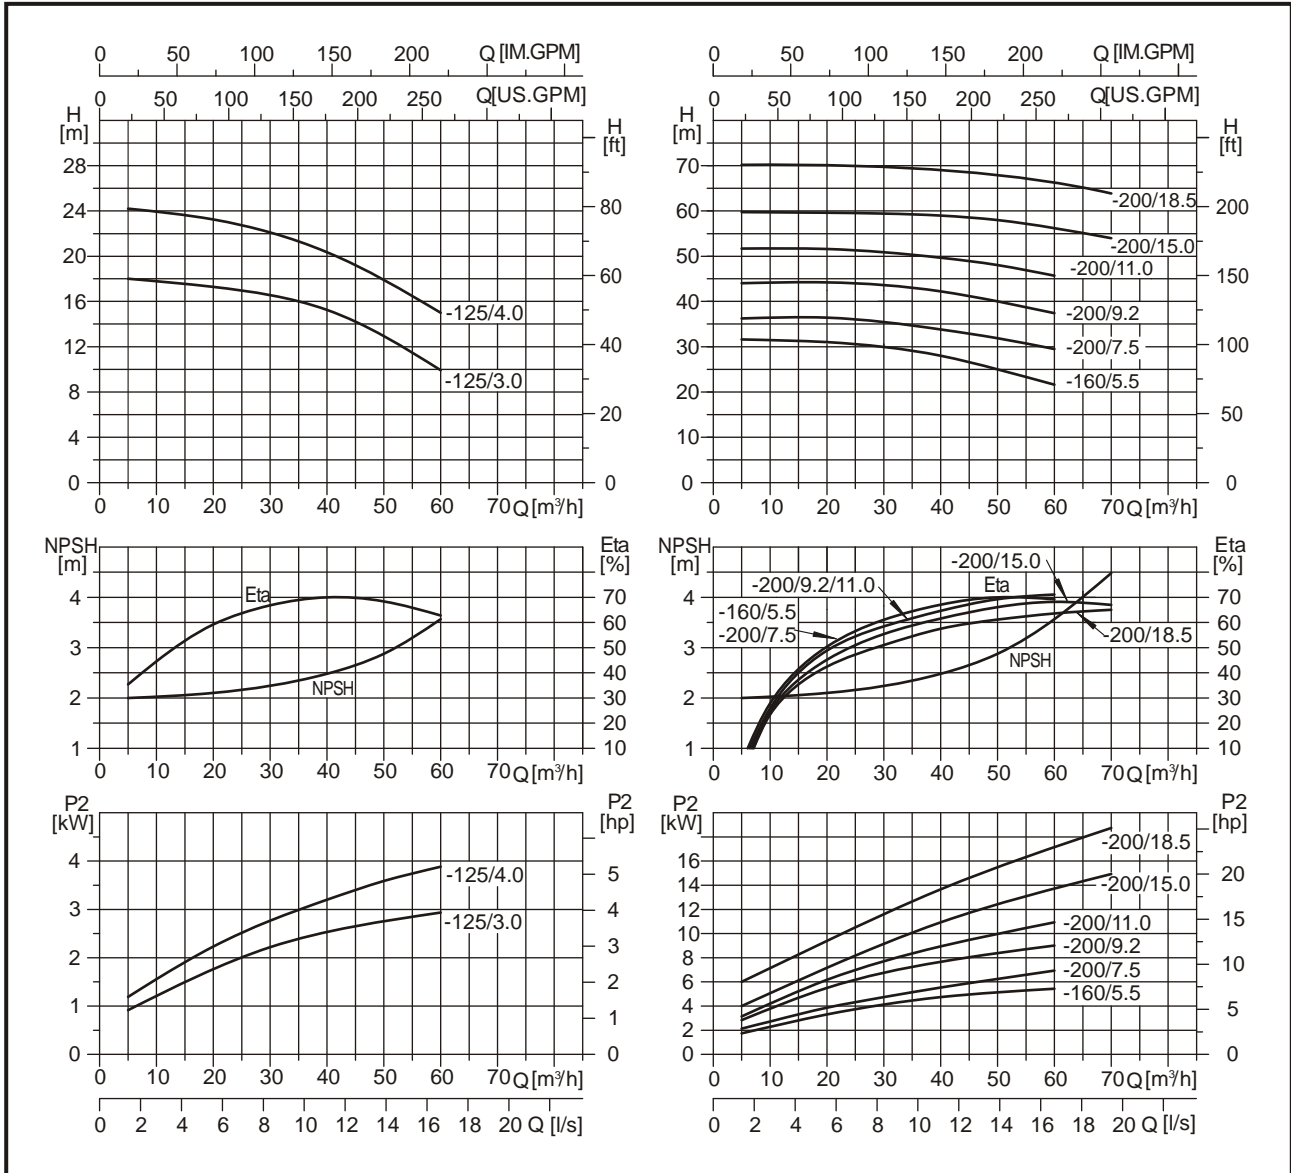 0 50 100 150 200 Q [IM.GPM]
0 50 100 150 200 250 Q[US.GPM]
H
[m]
H
[ft]
28
24
20
16
12
8
4
0
80
60
40
20
0
-125/4.0
-125/3.0
0 10 20 30 40 50 60 70 Q [m³/h]
NPSH
[m]
Eta
[%]
4
3
2
1
70
60
50
40
30
20
10
Eta
NPSH
0 10 20 30 40 50 60 70 Q [m³/h]
P2
[kW]
P2
[hp]
4
3
2
1
0
5
4
3
2
1
0
-125/4.0
-125/3.0
0 10 20 30 40 50 60 70 Q [m³/h]
0 2 4 6 8 10 12 14 16 18 20 Q [l/s]
0 50 100 150 200 Q [IM.GPM]
0 50 100 150 200 250 Q[US.GPM]
H
[m]
H
[ft]
70
60
50
40
30
20
10
0
200
150
100
50
0
-200/18.5
-200/15.0
-200/11.0
-200/9.2
-200/7.5
-160/5.5
0 10 20 30 40 50 60 70 Q [m³/h]
NPSH
[m]
Eta
[%]
4
3
2
1
70
60
50
40
30
20
10
-200/15.0
-200/9.2/11.0
Eta
-160/5.5
-200/7.5
-200/18.5
NPSH
0 10 20 30 40 50 60 70 Q [m³/h]
P2
[kW]
P2
[hp]
16
14
12
10
8
6
4
2
0
20
15
10
5
0
-200/18.5
-200/15.0
-200/11.0
-200/9.2
-200/7.5
-160/5.5
0 10 20 30 40 50 60 70 Q [m³/h]
0 2 4 6 8 10 12 14 16 18 20 Q [l/s]